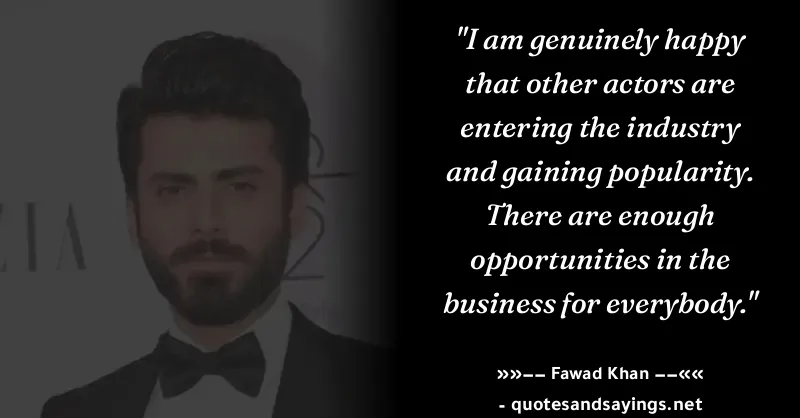 "I am genuinely happy
that other actors are
entering the industry
and gaining popularity.
There are enough
opportunities in the
business for everybody."
»»−− Fawad Khan −−««
- quotesandsayings.net
ZIA